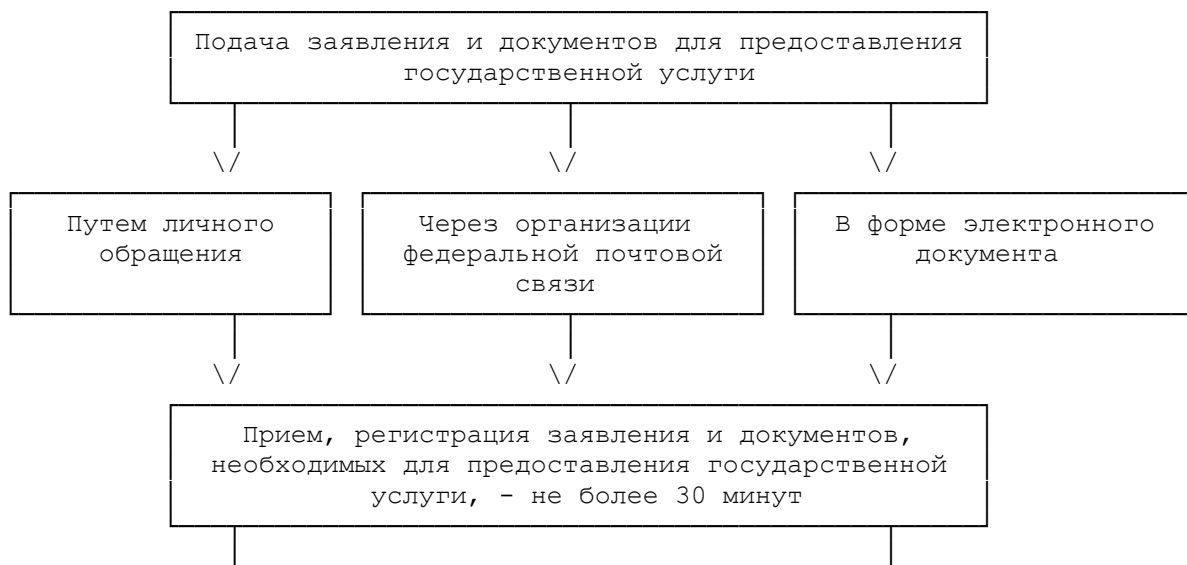 Подача заявления и документов для предоставления
государственной услуги
\/ \/ \/
Путем личного
обращения
Через организации
федеральной почтовой
связи
В форме электронного
документа
\/ \/ \/
Прием, регистрация заявления и документов,
необходимых для предоставления государственной
услуги, - не более 30 минут